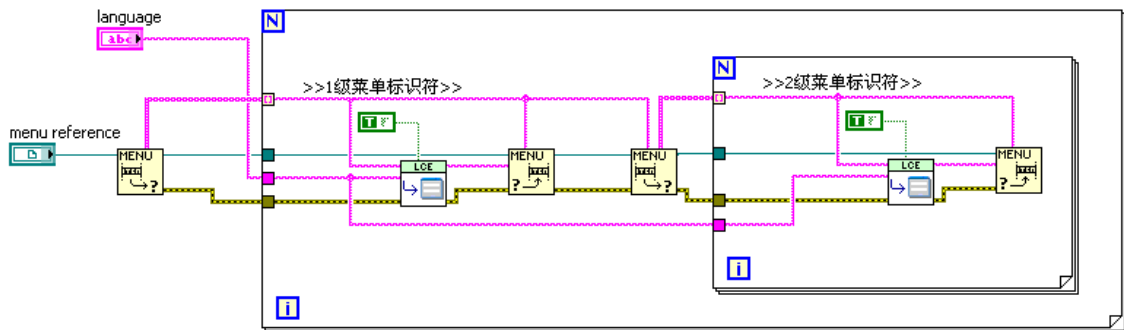 language
abc
N
>>1级菜单标识符>>
N
>>2级菜单标识符>>
T
T
menu reference
MENU
?
LCE
MENU
?
MENU
?
LCE
MENU
?
i
i